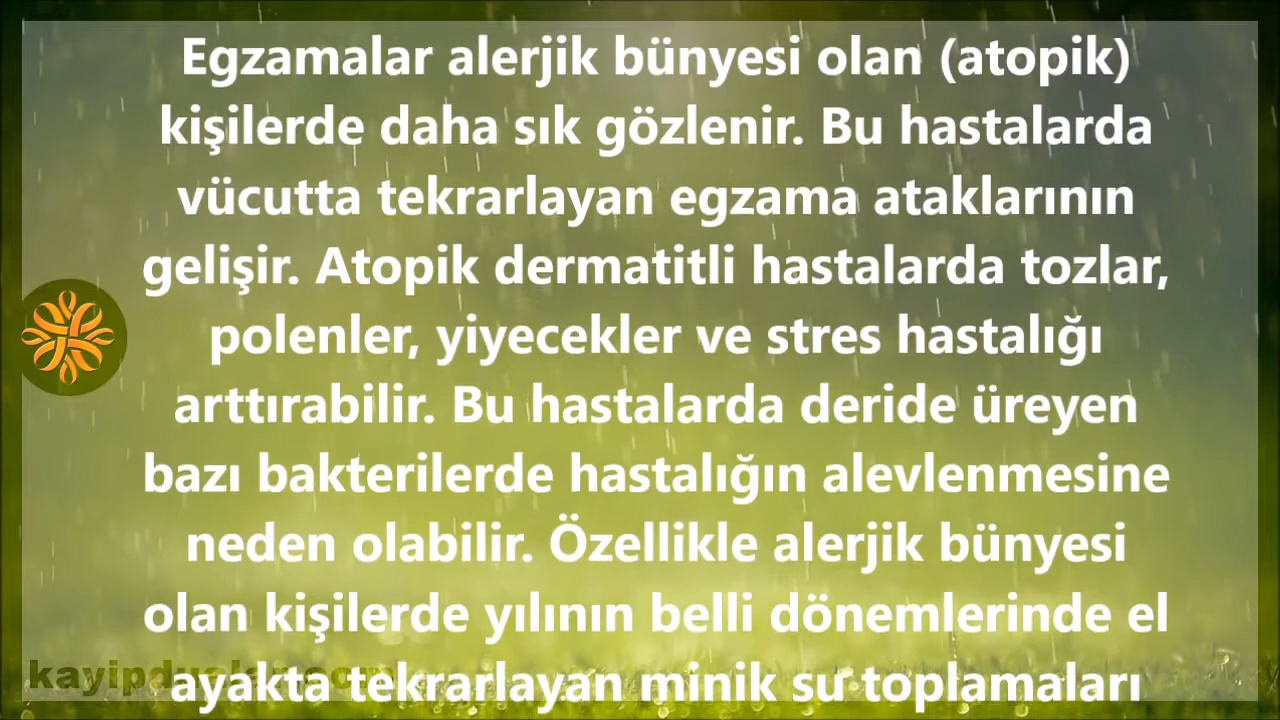 Egzamalar alerjik bünyesi olan (atopik)
kişilerde daha sık gözlenir. Bu hastalarda
vücutta tekrarlayan egzama ataklarının
gelişir. Atopik dermatitli hastalarda tozlar,
polenler, yiyecekler ve stres hastalığı
arttırabilir. Bu hastalarda deride üreyen
bazı bakterilerde hastalığın alevlenmesine
neden olabilir. Özellikle alerjik bünyesi
olan kişilerde yılının belli dönemlerinde el
ayakta tekrarlayan minik su toplamaları